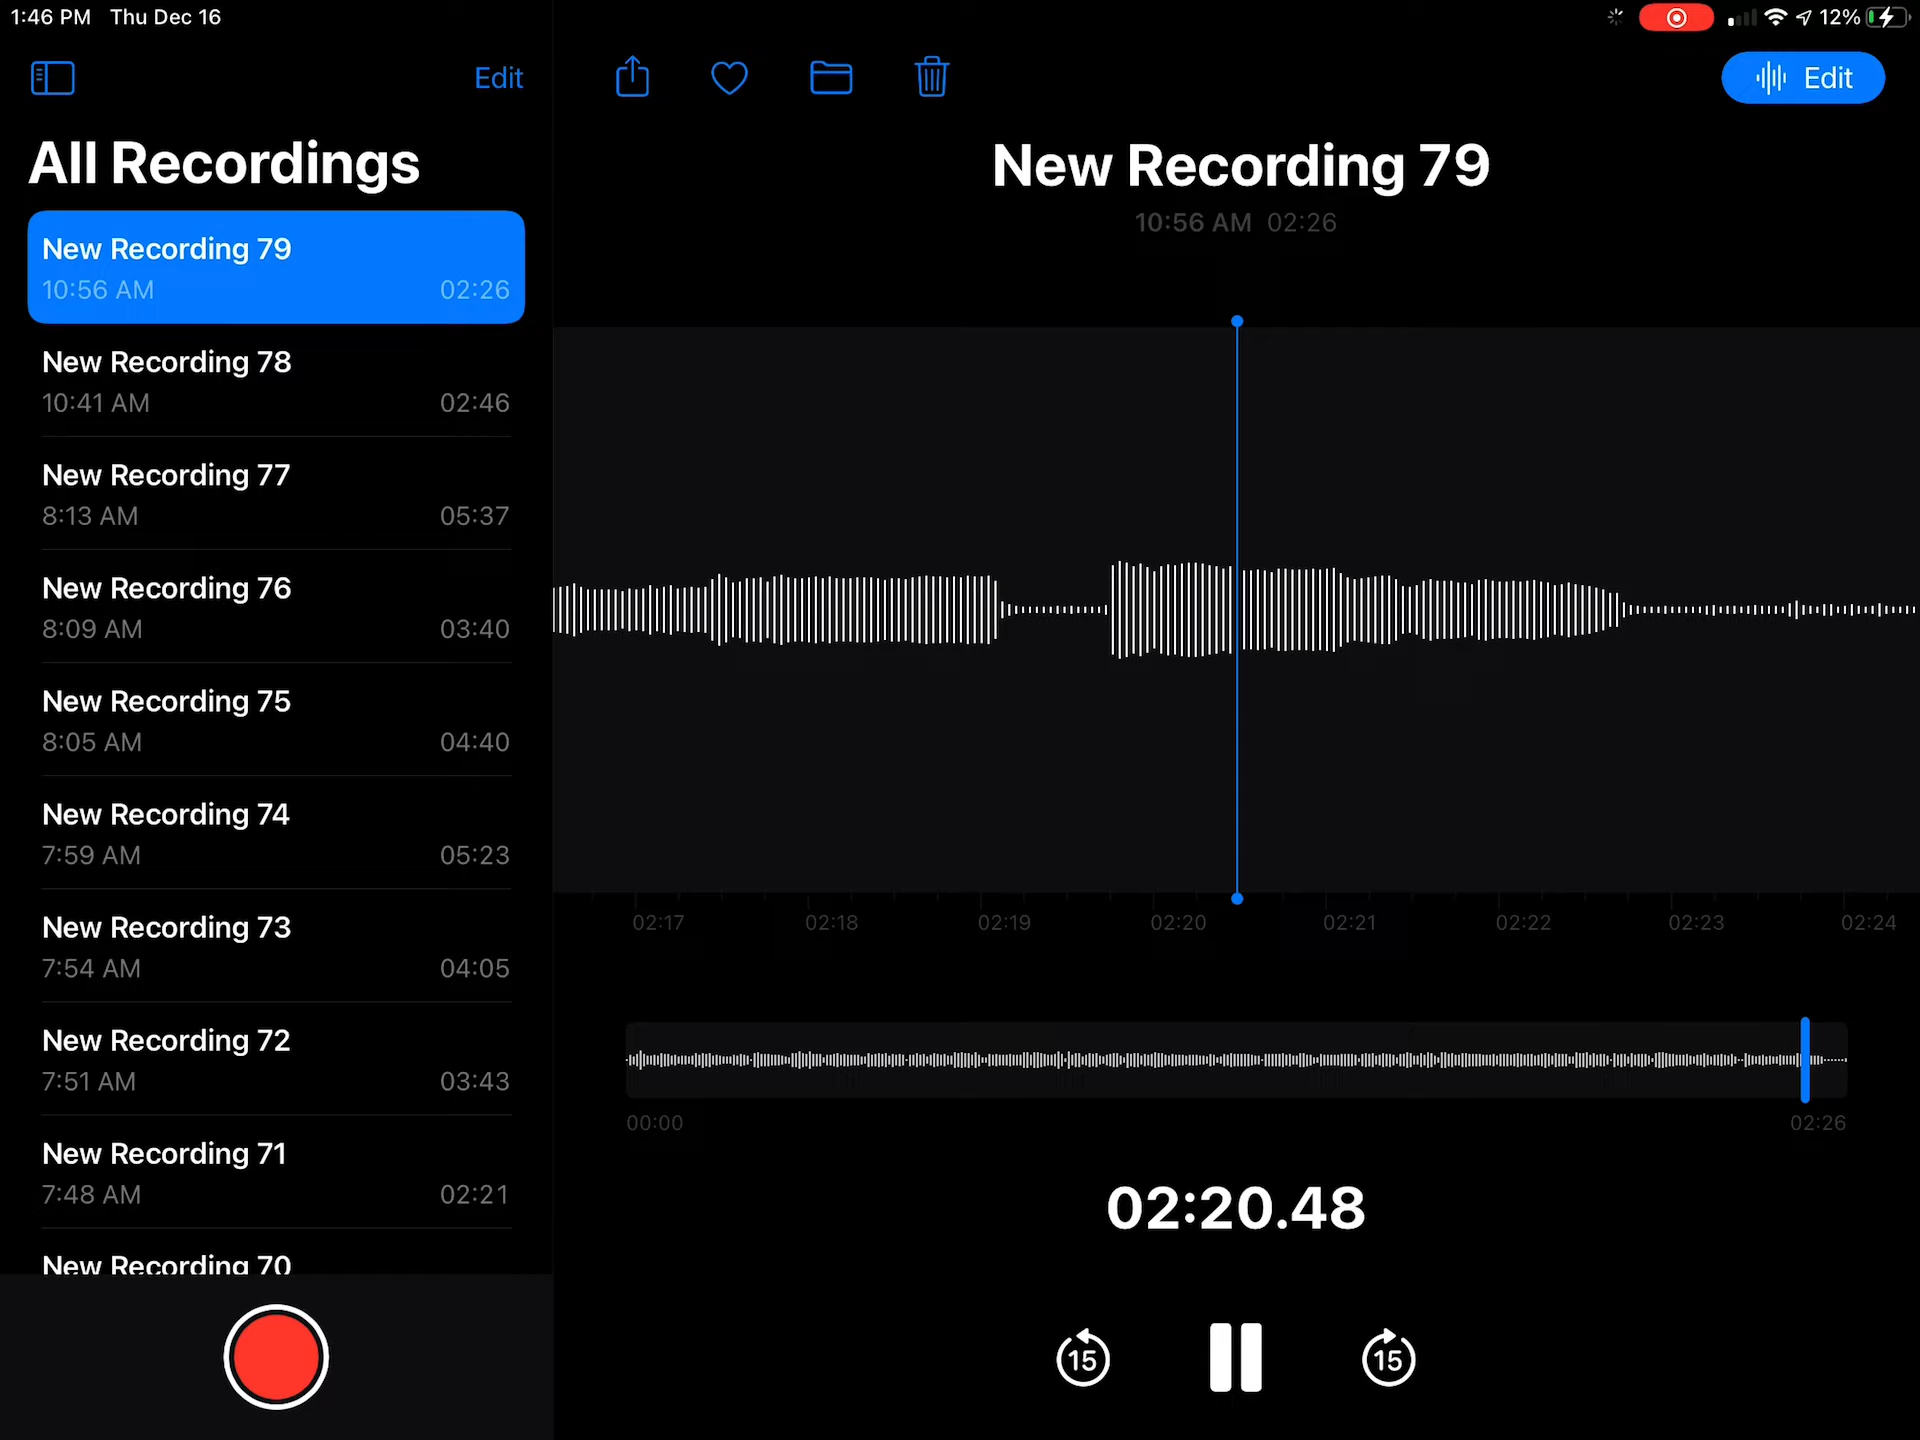 1:46 PM Thu Dec 16
12%
Edit
Edit
All Recordings
New Recording 79
10:56 AM 02:26
New Recording 78
10:41 AM 02:46
New Recording 77
8:13 AM 05:37
New Recording 76
8:09 AM 03:40
New Recording 75
8:05 AM 04:40
New Recording 74
7:59 AM 05:23
New Recording 73
7:54 AM 04:05
New Recording 72
7:51 AM 03:43
New Recording 71
7:48 AM 02:21
New Recording 70
New Recording 79
10:56 AM 02:26
02:17 02:18 02:19 02:20 02:21 02:22 02:23 02:24
00:00 02:26
02:20.48
15 15